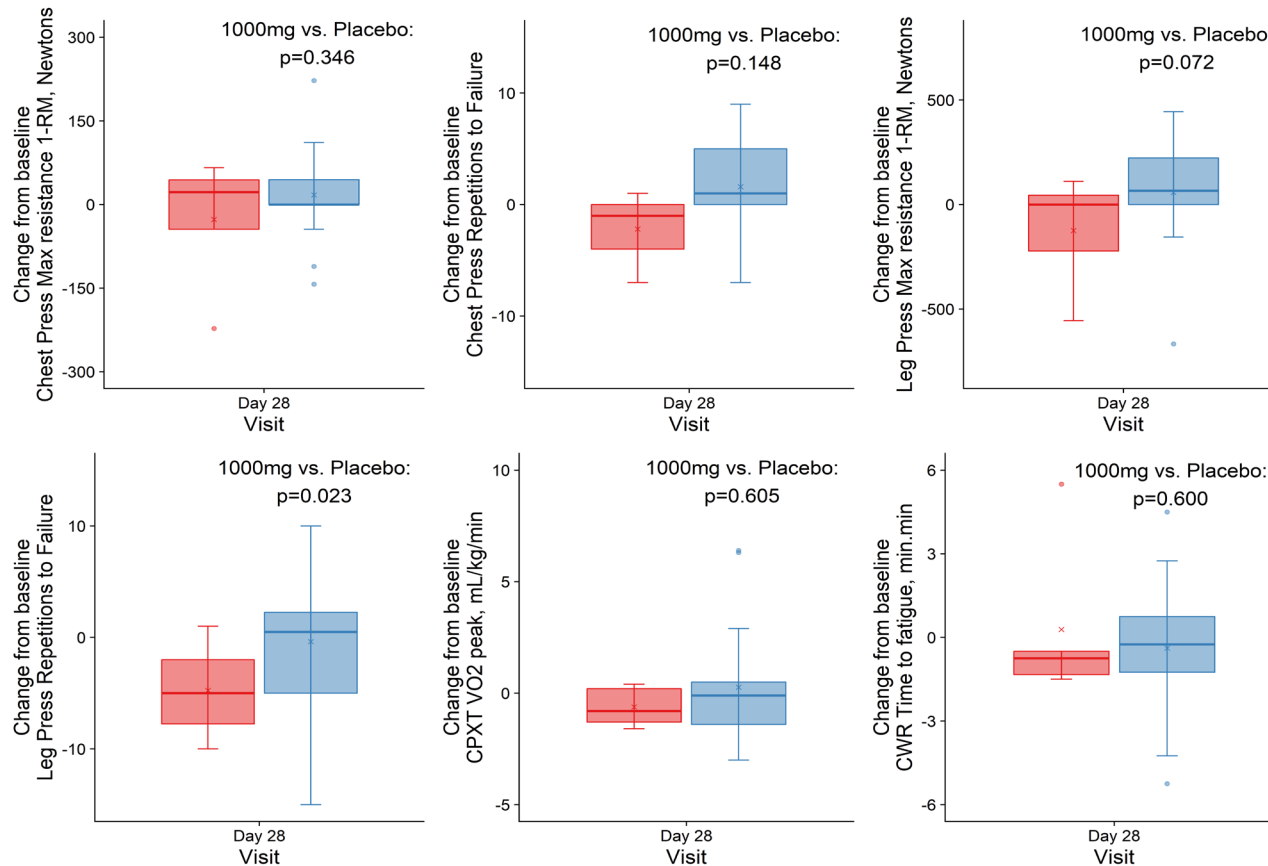 1000mg vs. Placebo:
p=0.346
Change from baseline
Chest Press Max resistance 1-RM, Newtons
300
150
0
-150
-300
Day 28
Visit
1000mg vs. Placebo:
p=0.148
Change from baseline
Chest Press Repetitions to Failure
10
0
-10
Day 28
Visit
1000mg vs. Placebo
p=0.072
Change from baseline
Leg Press Max resistance 1-RM, Newtons
500
0
-500
Day 28
Visit
1000mg vs. Placebo:
p=0.023
Change from baseline
Leg Press Repetitions to Failure
10
0
-10
Day 28
Visit
1000mg vs. Placebo:
p=0.605
Change from baseline
CPXT VO2 peak, mL/kg/min
10
5
0
-5
Day 28
Visit
1000mg vs. Placebo:
p=0.600
Change from baseline
CWR Time to fatigue, min.min
6
3
0
-3
-6
Day 28
Visit